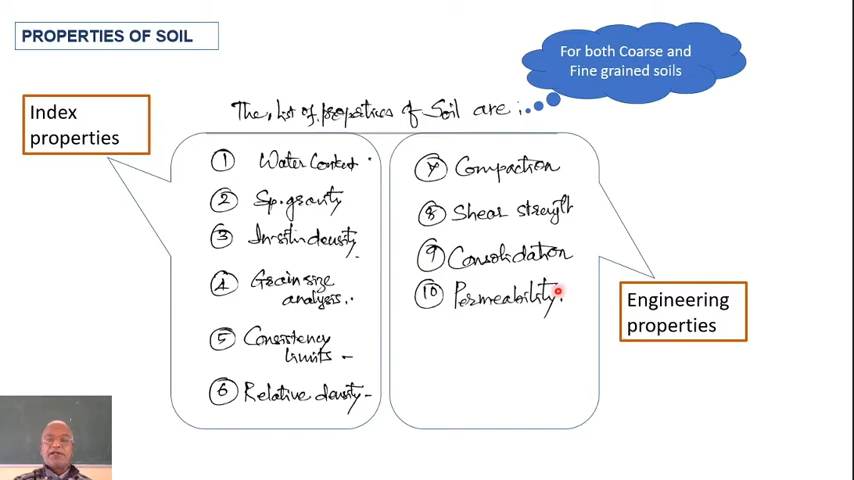 PROPERTIES OF SOIL
For both Coarse and
Fine grained soils
Index
properties
The list of properties of Soil are :
① Water Content
② Sp. gravity
③ In-situ density
④ Grain size
analysis
⑤ Consistency
limits
⑥ Relative density
⑦ Compaction
⑧ Shear strength
⑨ Consolidation
⑩ Permeability
Engineering
properties